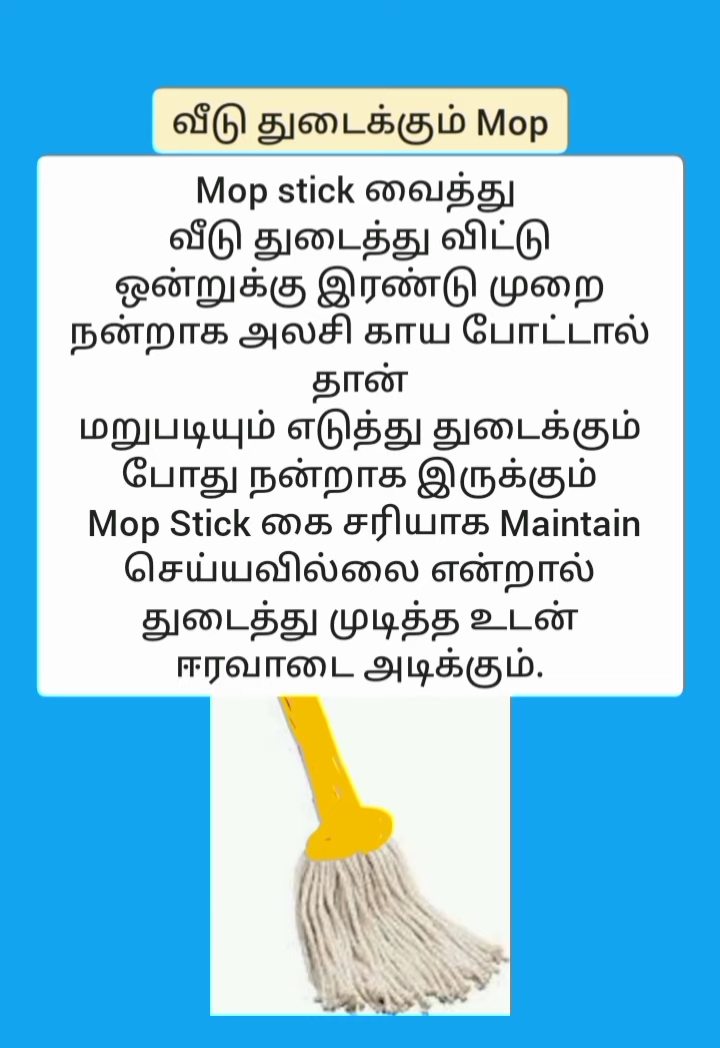 வீடு துடைக்கும் Mop
Mop stick வைத்து
வீடு துடைத்து விட்டு
ஒன்றுக்கு இரண்டு முறை
நன்றாக அலசி காய போட்டால்
தான்
மறுபடியும் எடுத்து துடைக்கும்
போது நன்றாக இருக்கும்
Mop Stick கை சரியாக Maintain
செய்யவில்லை என்றால்
துடைத்து முடித்த உடன்
ஈரவாடை அடிக்கும்.